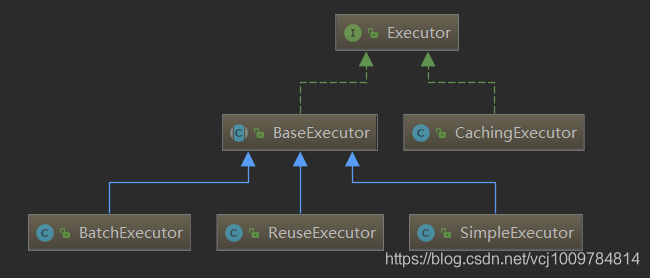 Executor
BaseExecutor
CachingExecutor
BatchExecutor
ReuseExecutor
SimpleExecutor
https://blog.csdn.net/vcj1009784814